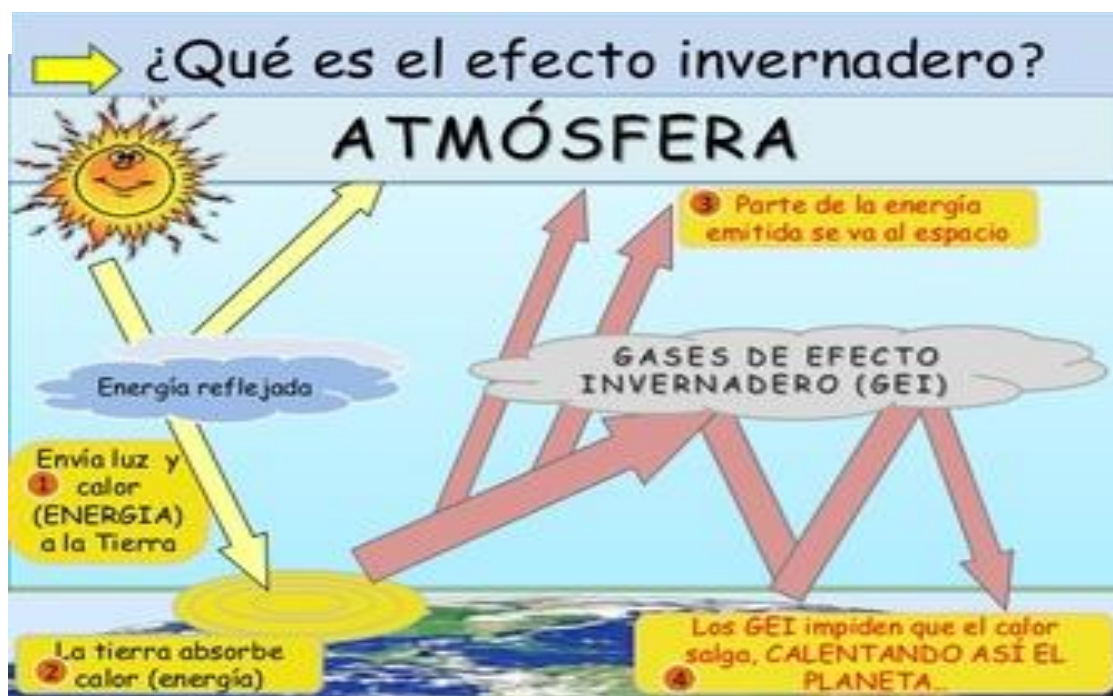 ¿Qué es el efecto invernadero?
ATMÓSFERA
3 Parte de la energía
emitida se va al espacio
GASES DE EFECTO
INVERNADERO (GEI)
Energía reflejada
Envía luz y
1 calor
(ENERGIA)
a la Tierra
La tierra absorbe
2 calor (energía)
Los GEI impiden que el calor
salga, CALENTANDO ASÍ EL
4 PLANETA...